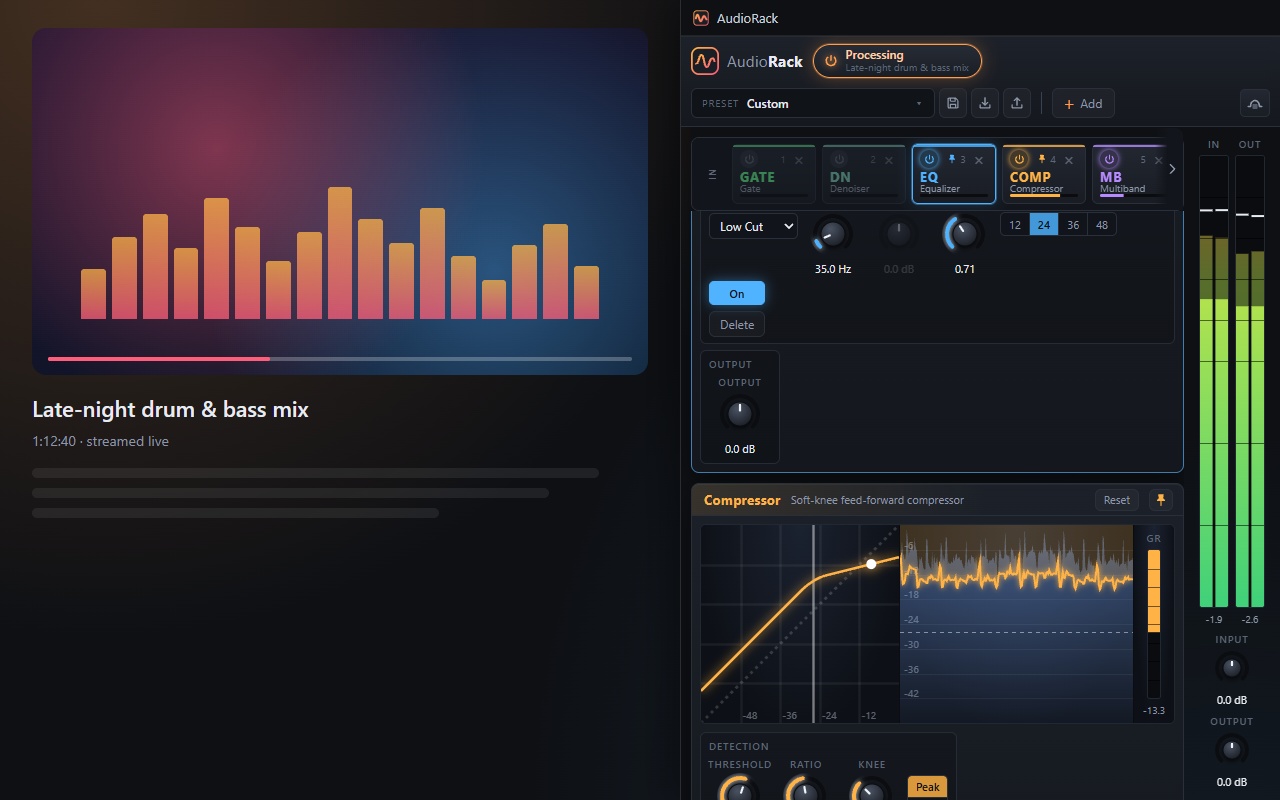 Late-night drum & bass mix
1:12:40 · streamed live
AudioRack
AudioRack
Processing
Late-night drum & bass mix
PRESET Custom
+ Add
IN
1
GATE
Gate
2
DN
Denoiser
3
EQ
Equalizer
4
COMP
Compressor
5
MB
Multiband
Low Cut
35.0 Hz
0.0 dB
0.71
12 24 36 48
On
Delete
OUTPUT
OUTPUT
0.0 dB
Compressor Soft-knee feed-forward compressor Reset
-48 -36 -24 -12
-6
-18
-24
-30
-36
-42
GR
-13.3
DETECTION
THRESHOLD RATIO KNEE
Peak
IN OUT
-1.9 -2.6
INPUT
0.0 dB
OUTPUT
0.0 dB